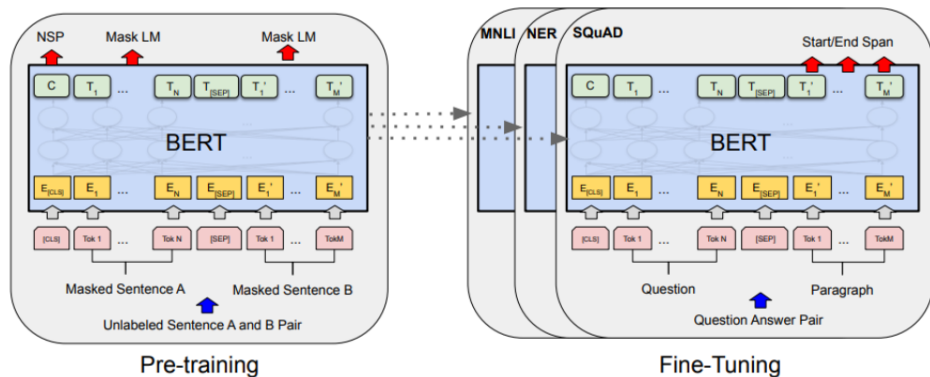 NSP Mask LM Mask LM
C T1 ... TN T[SEP] T1' ... TM'
BERT
E[CLS] E1 ... EN E[SEP] E1' ... EM'
[CLS] Tok 1 ... Tok N [SEP] Tok 1 ... TokM
Masked Sentence A Masked Sentence B
Unlabeled Sentence A and B Pair
Pre-training
MNLI NER SQuAD
Start/End Span
C T1 ... TN T[SEP] T1' ... TM'
BERT
E[CLS] E1 ... EN E[SEP] E1' ... EM'
[CLS] Tok 1 ... Tok N [SEP] Tok 1 ... TokM
Question Paragraph
Question Answer Pair
Fine-Tuning